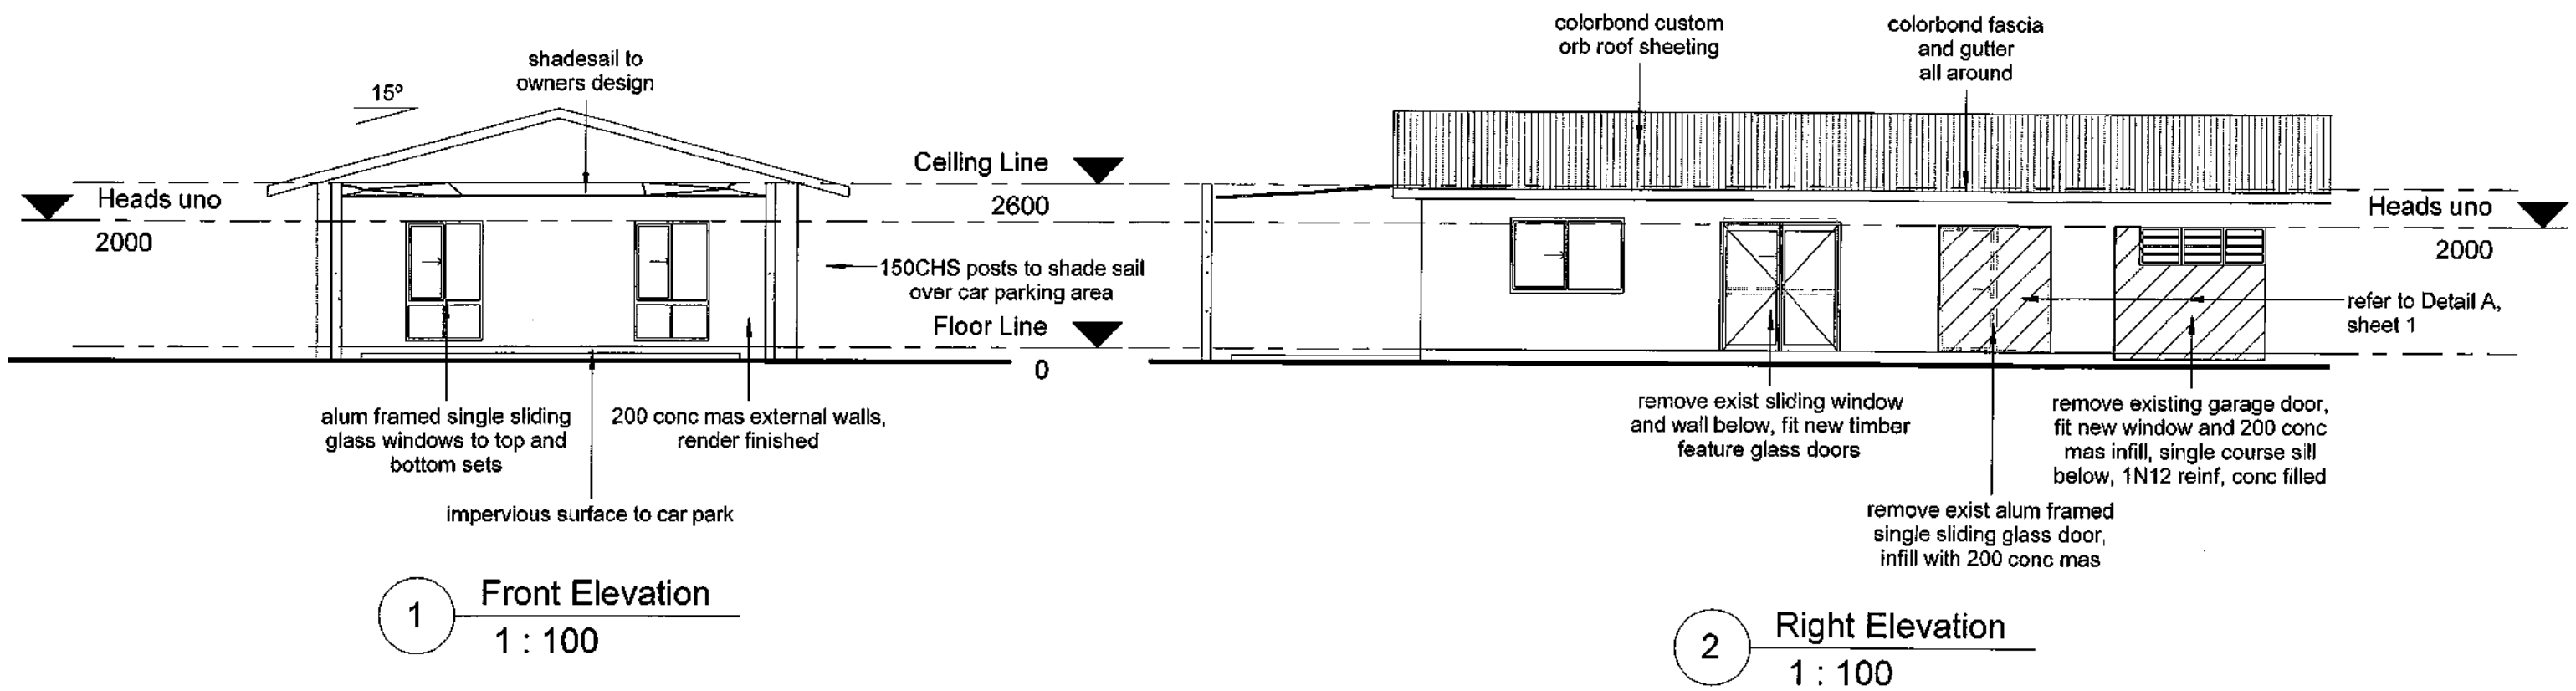 shadesail to
owners design
15°
Heads uno
2000
Ceiling Line
2600
150CHS posts to shade sail
over car parking area
Floor Line
0
alum framed single sliding
glass windows to top and
bottom sets
200 conc mas external walls,
render finished
impervious surface to car park
1
Front Elevation
1 : 100
colorbond custom
orb roof sheeting
colorbond fascia
and gutter
all around
Heads uno
2000
refer to Detail A,
sheet 1
remove exist sliding window
and wall below, fit new timber
feature glass doors
remove existing garage door,
fit new window and 200 conc
mas infill, single course sill
below, 1N12 reinf, conc filled
remove exist alum framed
single sliding glass door,
infill with 200 conc mas
2
Right Elevation
1 : 100